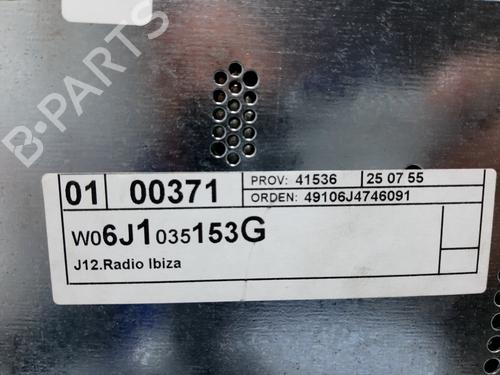 B-PARTS
01 00371 PROV: 41536 25 07 55
ORDEN: 49106J4746091
W06J1035153G
J12.Radio Ibiza